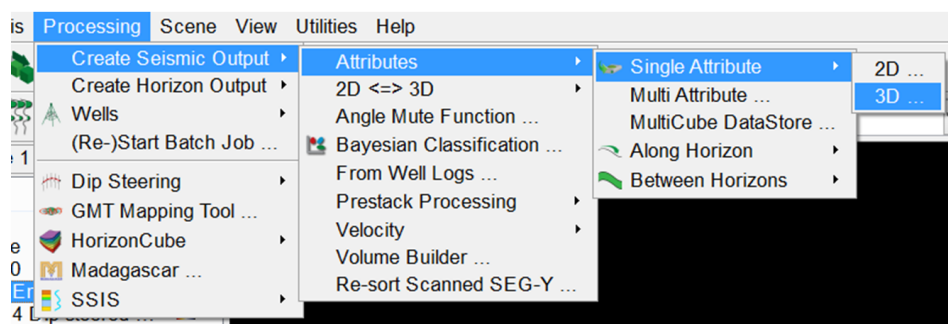 is Processing Scene View Utilities Help
Create Seismic Output
Create Horizon Output
Wells
(Re-)Start Batch Job ...
Dip Steering
GMT Mapping Tool ...
HorizonCube
Madagascar ...
SSIS
Attributes
2D <=> 3D
Angle Mute Function ...
Bayesian Classification ...
From Well Logs ...
Prestack Processing
Velocity
Volume Builder ...
Re-sort Scanned SEG-Y ...
Single Attribute
Multi Attribute ...
MultiCube DataStore ...
Along Horizon
Between Horizons
2D ...
3D ...
1
e
0
Er